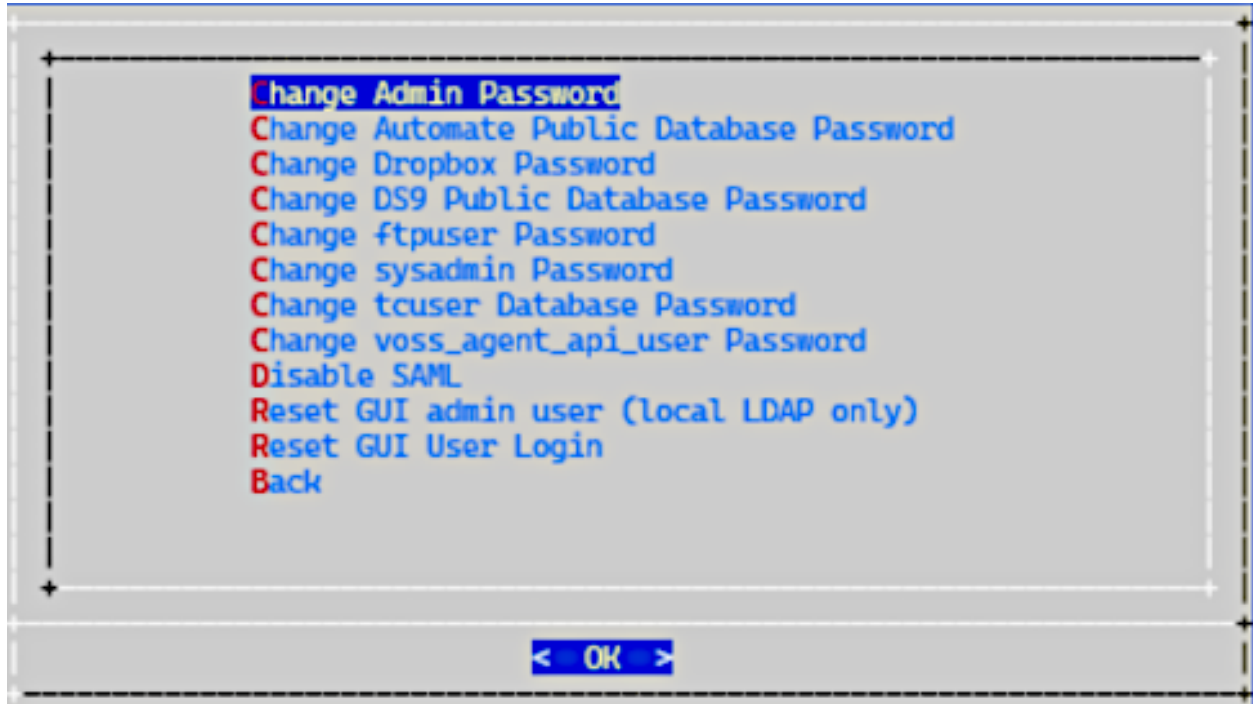 Change Admin Password
Change Automate Public Database Password
Change Dropbox Password
Change DS9 Public Database Password
Change ftpuser Password
Change sysadmin Password
Change tcuser Database Password
Change voss_agent_api_user Password
Disable SAML
Reset GUI admin user (local LDAP only)
Reset GUI User Login
Back
< OK >